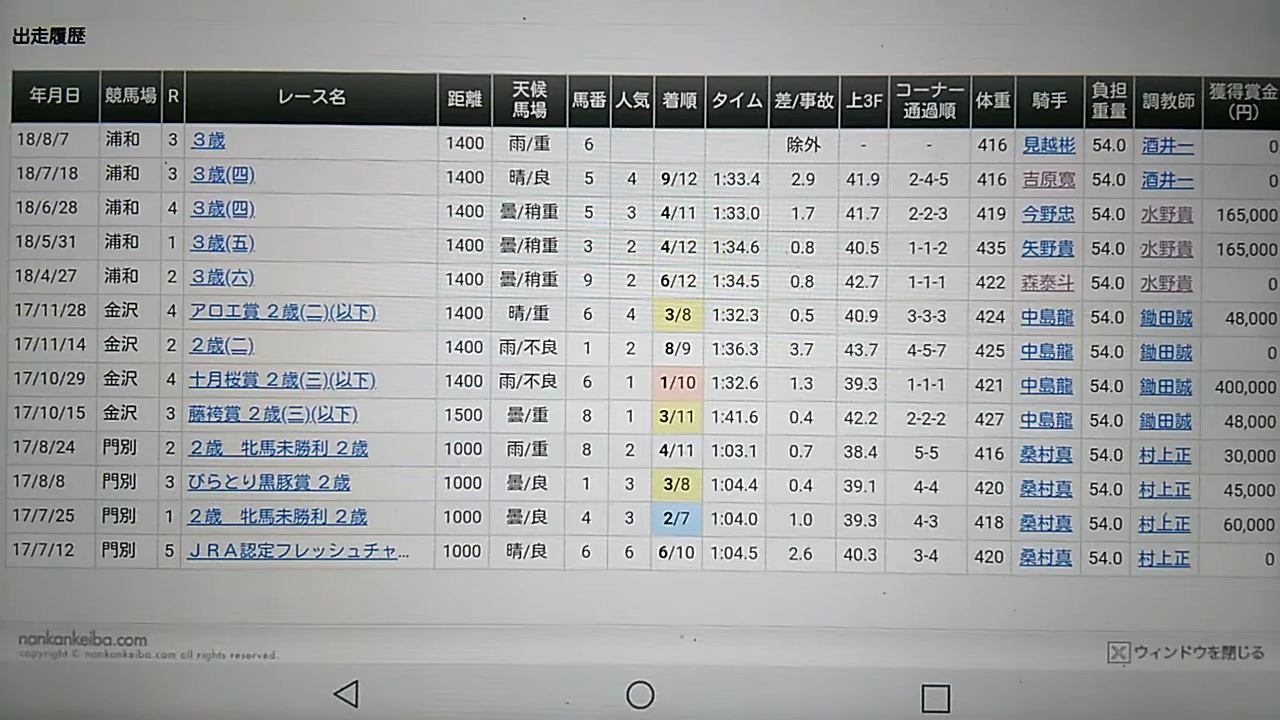 出走履歴
年月日 競馬場 R レース名 距離 天候馬場 馬番 人気 着順 タイム 差/事故 上3F コーナー通過順 体重 騎手 負担重量 調教師 獲得賞金(円)
18/8/7 浦和 3 3歳 1400 雨/重 6 除外 - - 416 見越彬 54.0 酒井一 0
18/7/18 浦和 3 3歳(四) 1400 晴/良 5 4 9/12 1:33.4 2.9 41.9 2-4-5 416 吉原寛 54.0 酒井一 0
18/6/28 浦和 4 3歳(四) 1400 曇/稍重 5 3 4/11 1:33.0 1.7 41.7 2-2-3 419 今野忠 54.0 水野貴 165,000
18/5/31 浦和 1 3歳(五) 1400 曇/稍重 3 2 4/12 1:34.6 0.8 40.5 1-1-2 435 矢野貴 54.0 水野貴 165,000
18/4/27 浦和 2 3歳(六) 1400 曇/稍重 9 2 6/12 1:34.5 0.8 42.7 1-1-1 422 森泰斗 54.0 水野貴 0
17/11/28 金沢 4 アロエ賞 2歳(二)(以下) 1400 晴/重 6 4 3/8 1:32.3 0.5 40.9 3-3-3 424 中島龍 54.0 鋤田誠 48,000
17/11/14 金沢 2 2歳(二) 1400 雨/不良 1 2 8/9 1:36.3 3.7 43.7 4-5-7 425 中島龍 54.0 鋤田誠 0
17/10/29 金沢 4 十月桜賞 2歳(三)(以下) 1400 雨/不良 6 1 1/10 1:32.6 1.3 39.3 1-1-1 421 中島龍 54.0 鋤田誠 400,000
17/10/15 金沢 3 藤袴賞 2歳(三)(以下) 1500 曇/重 8 1 3/11 1:41.6 0.4 42.2 2-2-2 427 中島龍 54.0 鋤田誠 48,000
17/8/24 門別 2 2歳 牝馬未勝利 2歳 1000 雨/重 8 2 4/11 1:03.1 0.7 38.4 5-5 416 桑村真 54.0 村上正 30,000
17/8/8 門別 3 びらとり黒豚賞 2歳 1000 曇/良 1 3 3/8 1:04.4 0.4 39.1 4-4 420 桑村真 54.0 村上正 45,000
17/7/25 門別 1 2歳 牝馬未勝利 2歳 1000 曇/良 4 3 2/7 1:04.0 1.0 39.3 4-3 418 桑村真 54.0 村上正 60,000
17/7/12 門別 5 JRA認定フレッシュチャ... 1000 晴/良 6 6 6/10 1:04.5 2.6 40.3 3-4 420 桑村真 54.0 村上正 0
nankankeiba.com
copyright © nankankeiba.com all rights reserved.
ウィンドウを閉じる